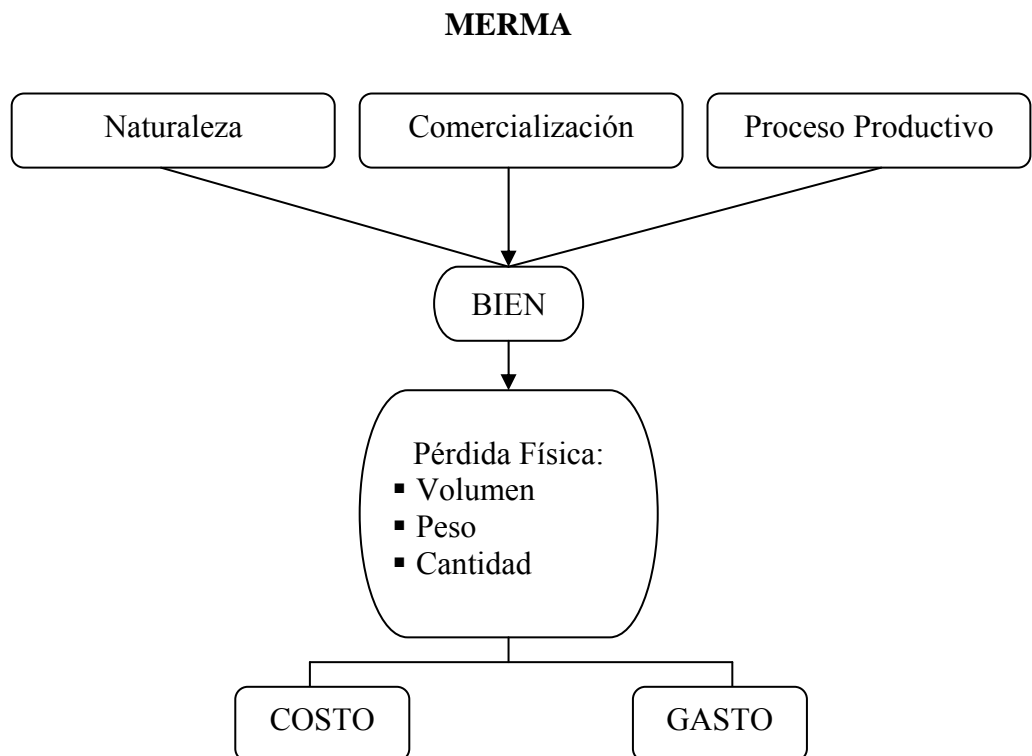 MERMA
Naturaleza
Comercialización
Proceso Productivo
BIEN
Pérdida Física:
▪ Volumen
▪ Peso
▪ Cantidad
COSTO
GASTO